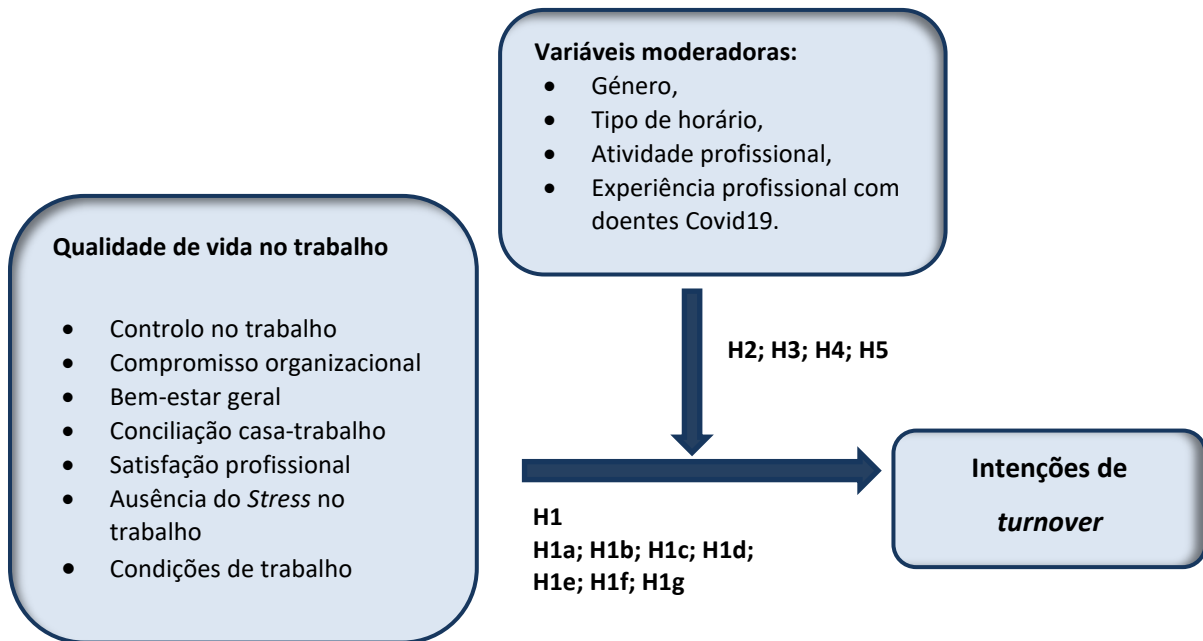 Variáveis moderadoras:
• Género,
• Tipo de horário,
• Atividade profissional,
• Experiência profissional com
doentes Covid19.
Qualidade de vida no trabalho
• Controlo no trabalho
• Compromisso organizacional
• Bem-estar geral
• Conciliação casa-trabalho
• Satisfação profissional
• Ausência do Stress no
trabalho
• Condições de trabalho
H2; H3; H4; H5
H1
H1a; H1b; H1c; H1d;
H1e; H1f; H1g
Intenções de
turnover